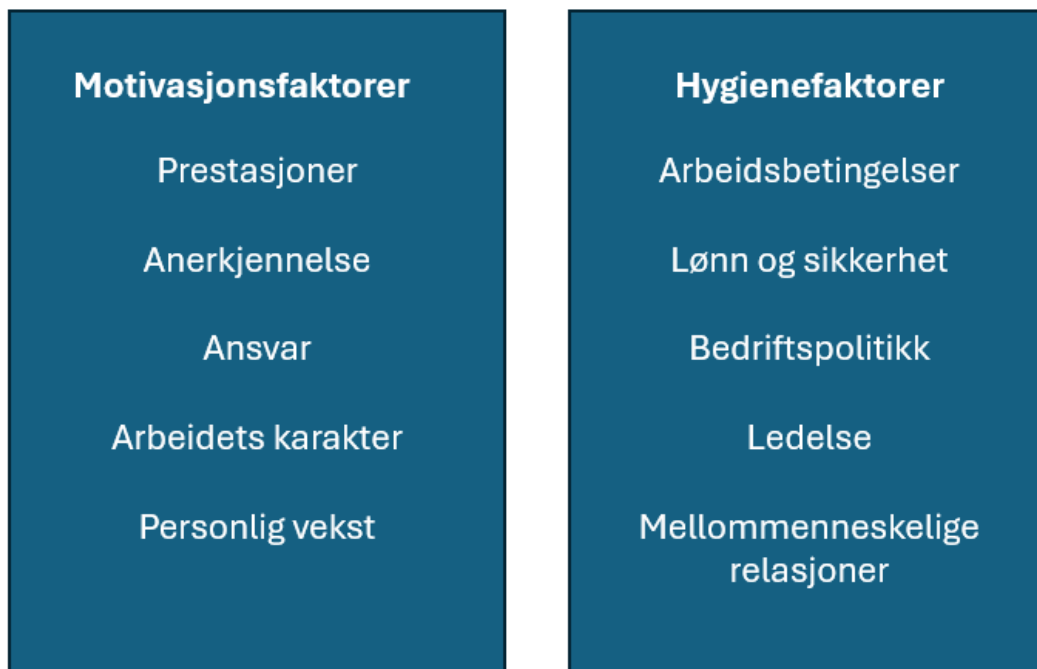 Motivasjonsfaktorer
Prestasjoner
Anerkjennelse
Ansvar
Arbeidets karakter
Personlig vekst
Hygienefaktorer
Arbeidsbetingelser
Lønn og sikkerhet
Bedriftspolitikk
Ledelse
Mellommenneskelige
relasjoner